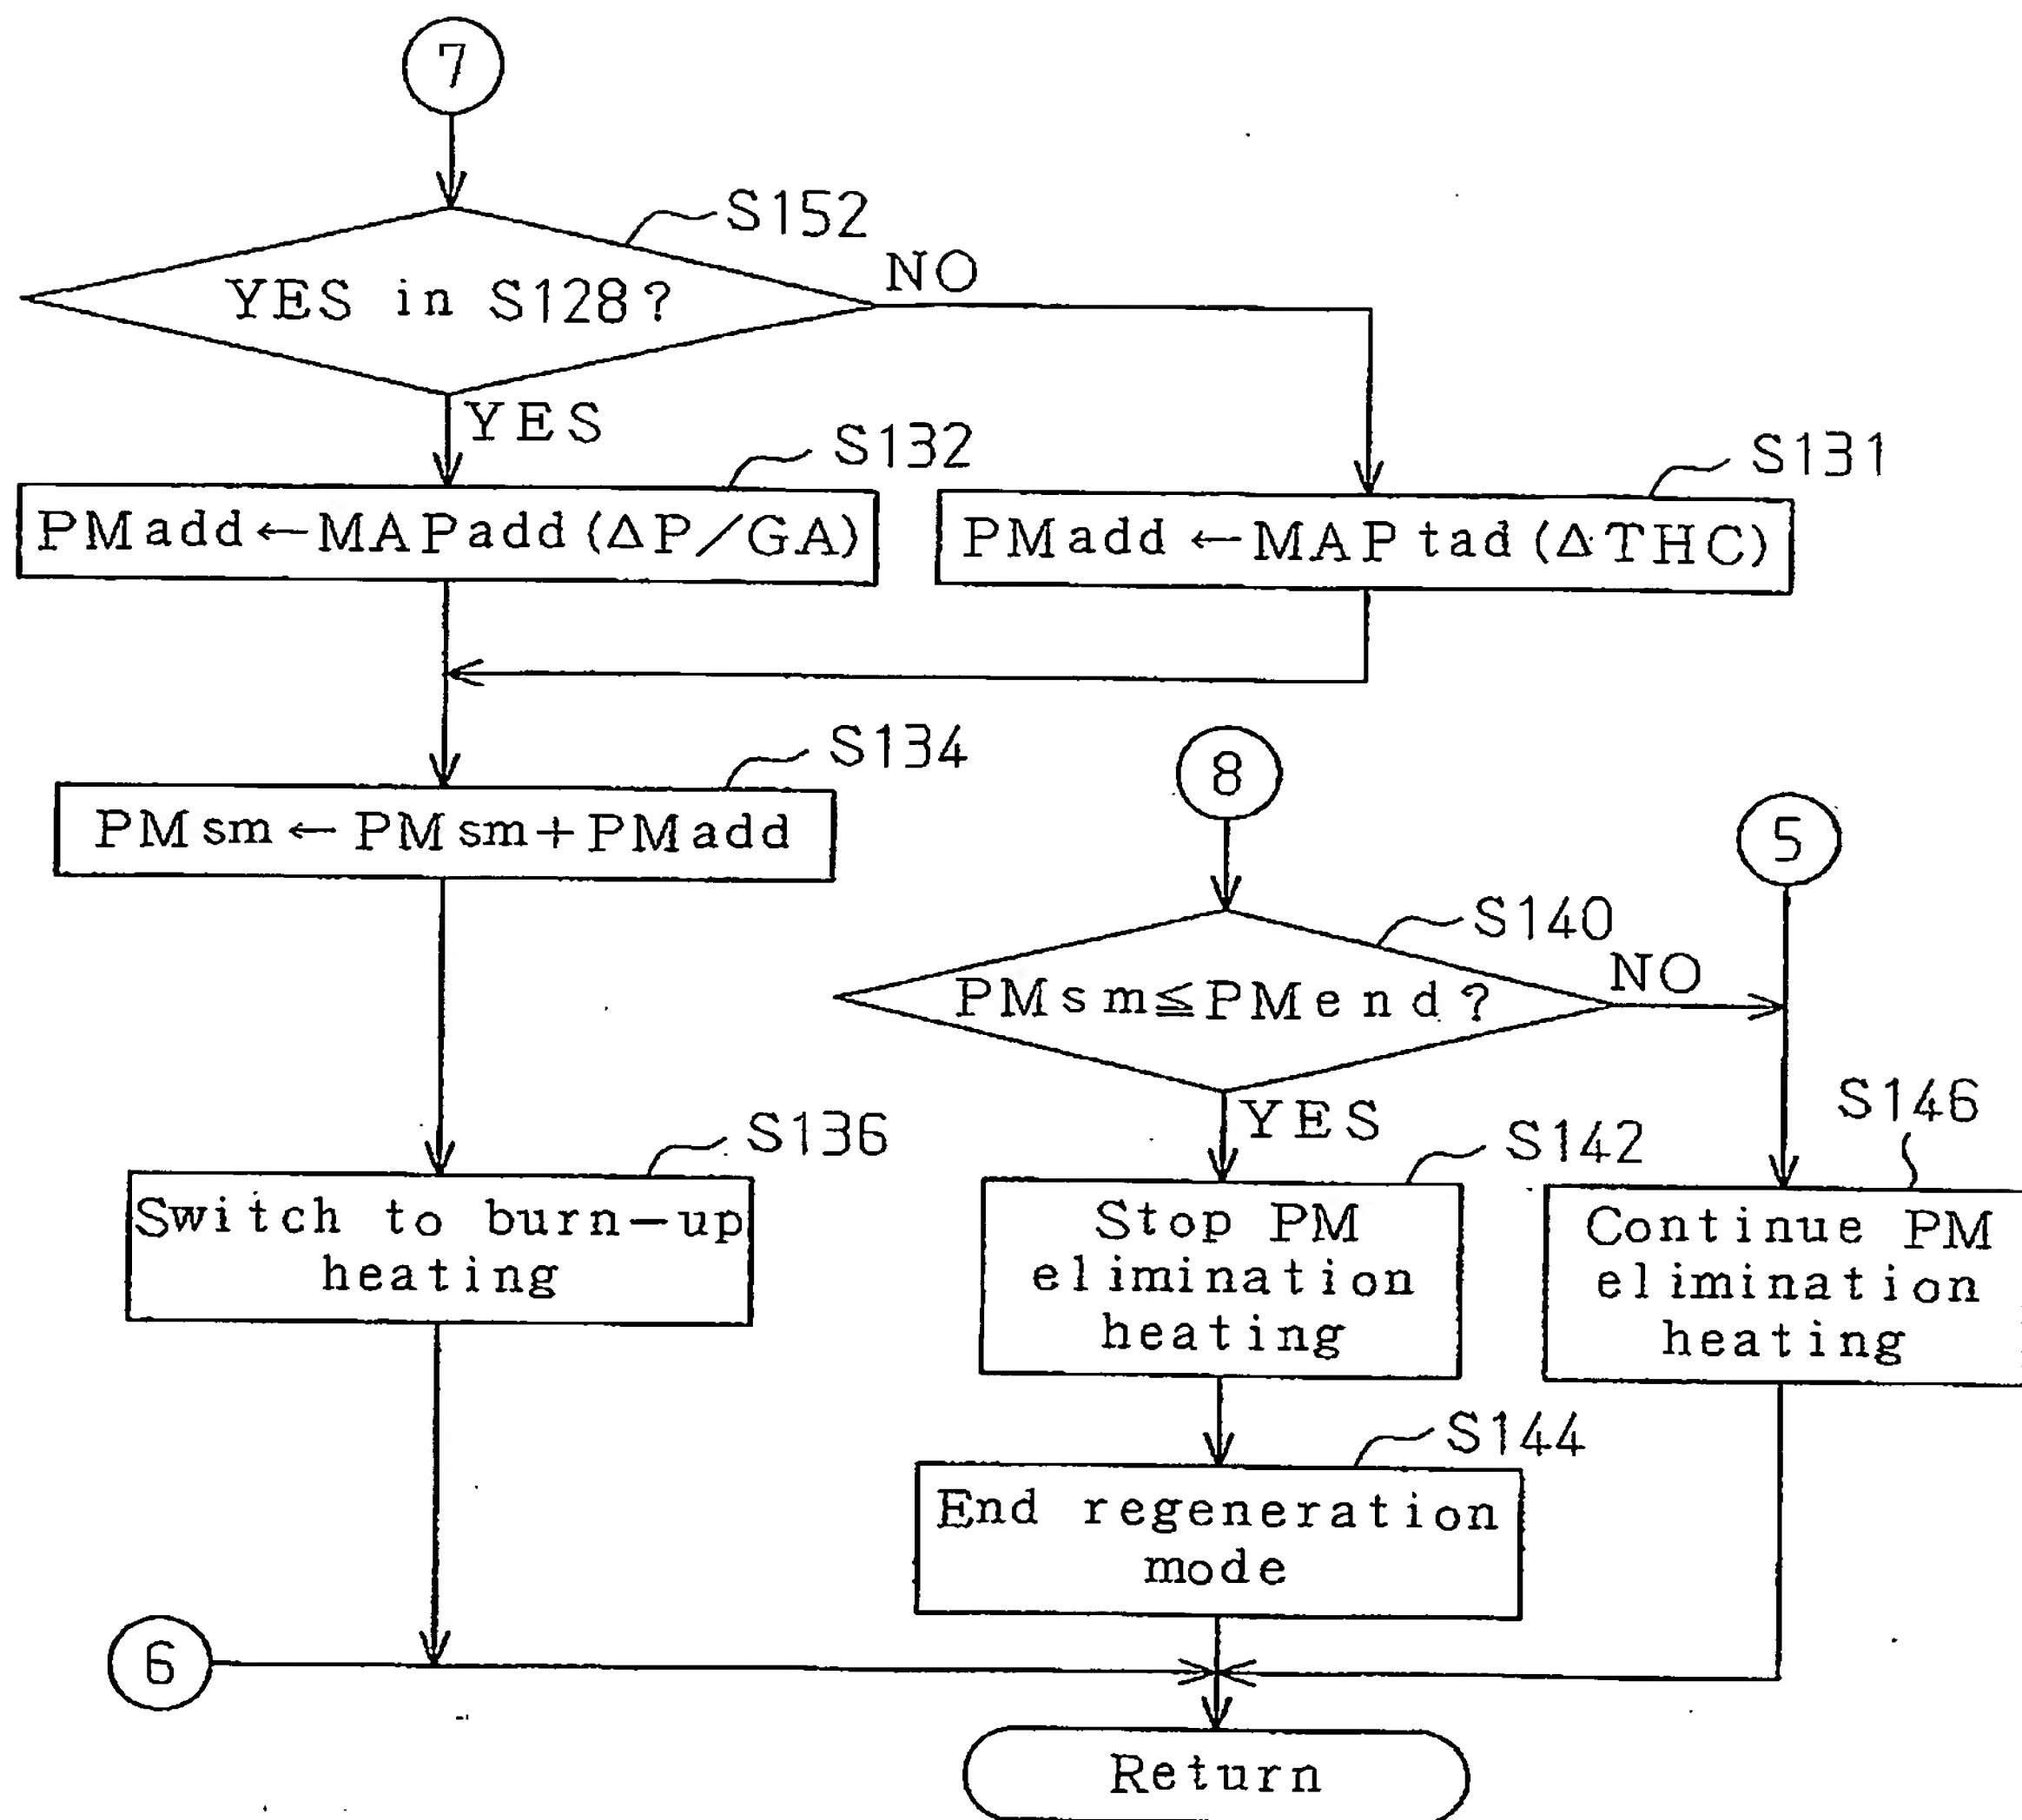 7
S152
YES in S128?
NO
YES
S132
S131
PMadd←MAPadd(ΔP/GA)
PMadd←MAPtad(ΔTHC)
S134
8
PMsm←PMsm+PMadd
5
S140
PMsm≦PMend?
NO
YES
S146
S136
S142
Switch to burn-up
heating
Stop PM
elimination
heating
Continue PM
elimination
heating
S144
End regeneration
mode
6
Return